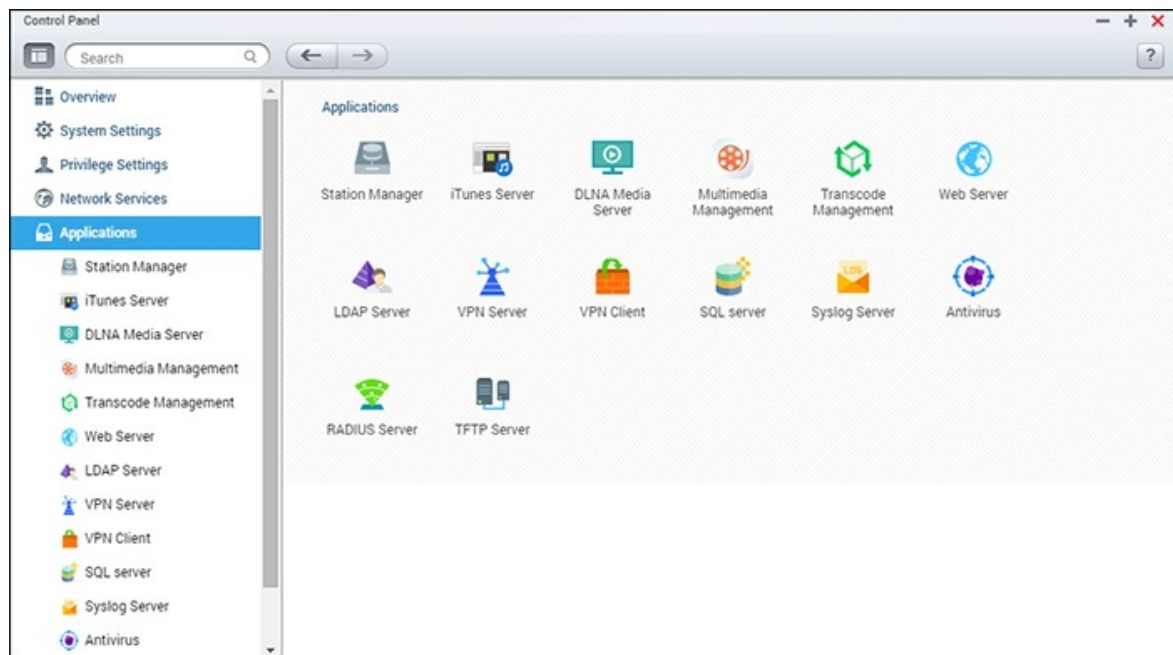 Control Panel
Search
?
Overview
System Settings
Privilege Settings
Network Services
Applications
Station Manager
iTunes Server
DLNA Media Server
Multimedia Management
Transcode Management
Web Server
LDAP Server
VPN Server
VPN Client
SQL server
Syslog Server
Antivirus
Applications
Station Manager
iTunes Server
DLNA Media
Server
Multimedia
Management
Transcode
Management
Web Server
LDAP Server
VPN Server
VPN Client
SQL server
LOG
Syslog Server
Antivirus
RADIUS Server
TFTP Server